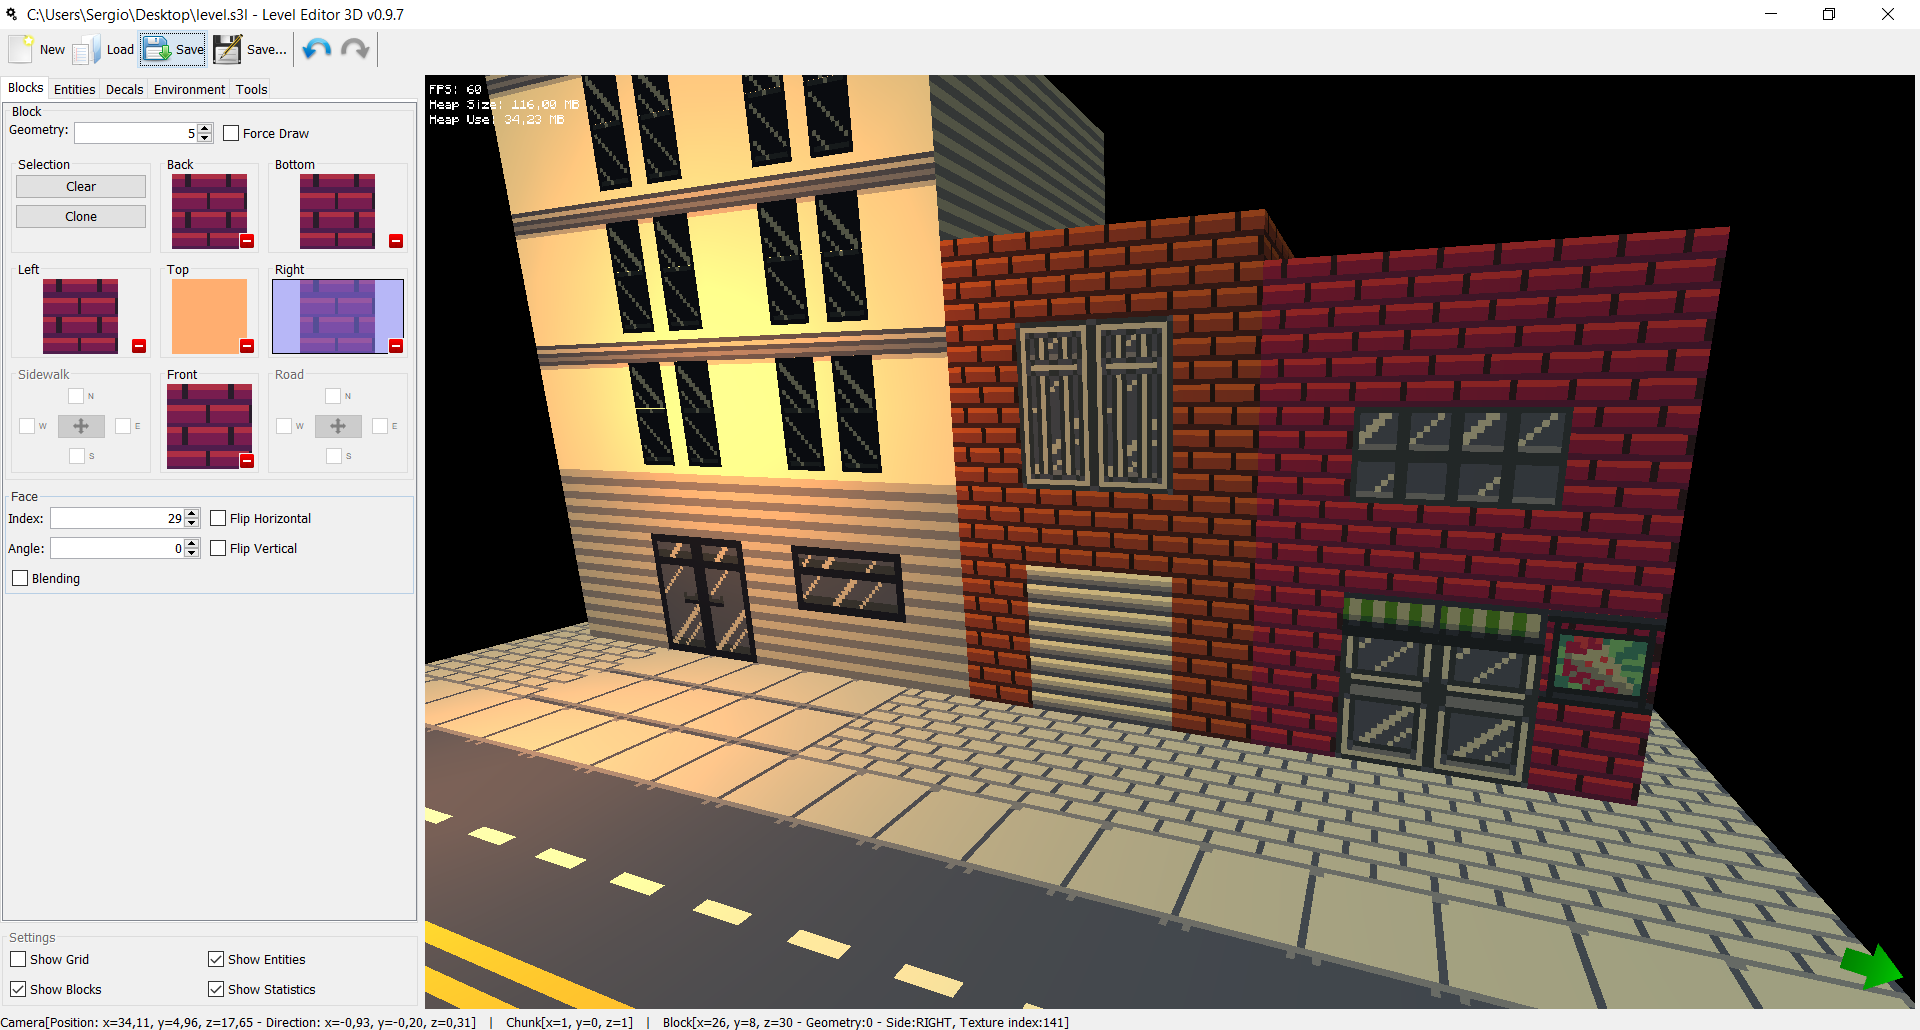 C:\Users\Sergio\Desktop\level.s3l - Level Editor 3D v0.9.7
New Load Save Save...
Blocks Entities Decals Environment Tools
Block
Geometry: 5 Force Draw
Selection Back Bottom
Clear
Clone
Left Top Right
Sidewalk Front Road
N N
W E W E
S S
Face
Index: 29 Flip Horizontal
Angle: 0 Flip Vertical
Blending
Settings
Show Grid Show Entities
Show Blocks Show Statistics
FPS: 60
Heap Size: 116,00 MB
Heap Use: 34,23 MB
Camera[Position: x=34,11, y=4,96, z=17,65 - Direction: x=-0,93, y=-0,20, z=0,31] | Chunk[x=1, y=0, z=1] | Block[x=26, y=8, z=30 - Geometry:0 - Side:RIGHT, Texture index:141]